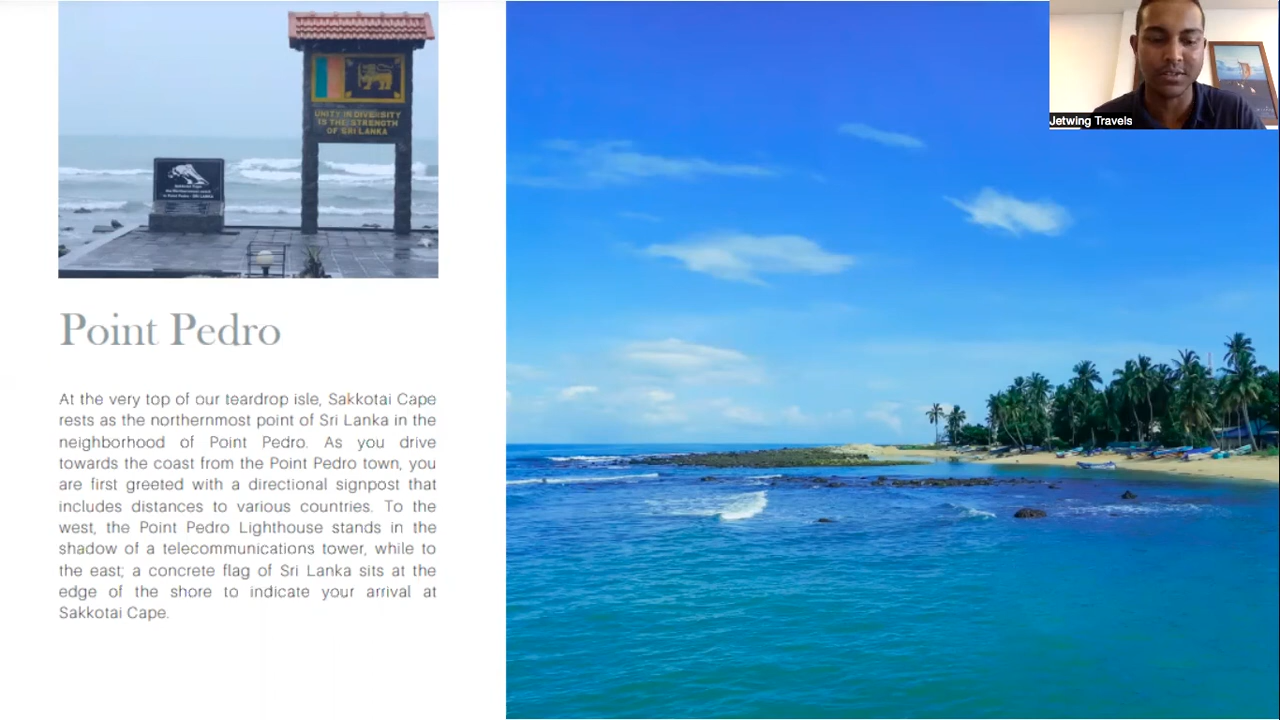 UNITY IN DIVERSITY
IS THE STRENGTH
OF SRI LANKA
Sakkotai Cape
Jetwing Travels
Point Pedro
At the very top of our teardrop isle, Sakkotai Cape
rests as the northernmost point of Sri Lanka in the
neighborhood of Point Pedro. As you drive
towards the coast from the Point Pedro town, you
are first greeted with a directional signpost that
includes distances to various countries. To the
west, the Point Pedro Lighthouse stands in the
shadow of a telecommunications tower, while to
the east; a concrete flag of Sri Lanka sits at the
edge of the shore to indicate your arrival at
Sakkotai Cape.